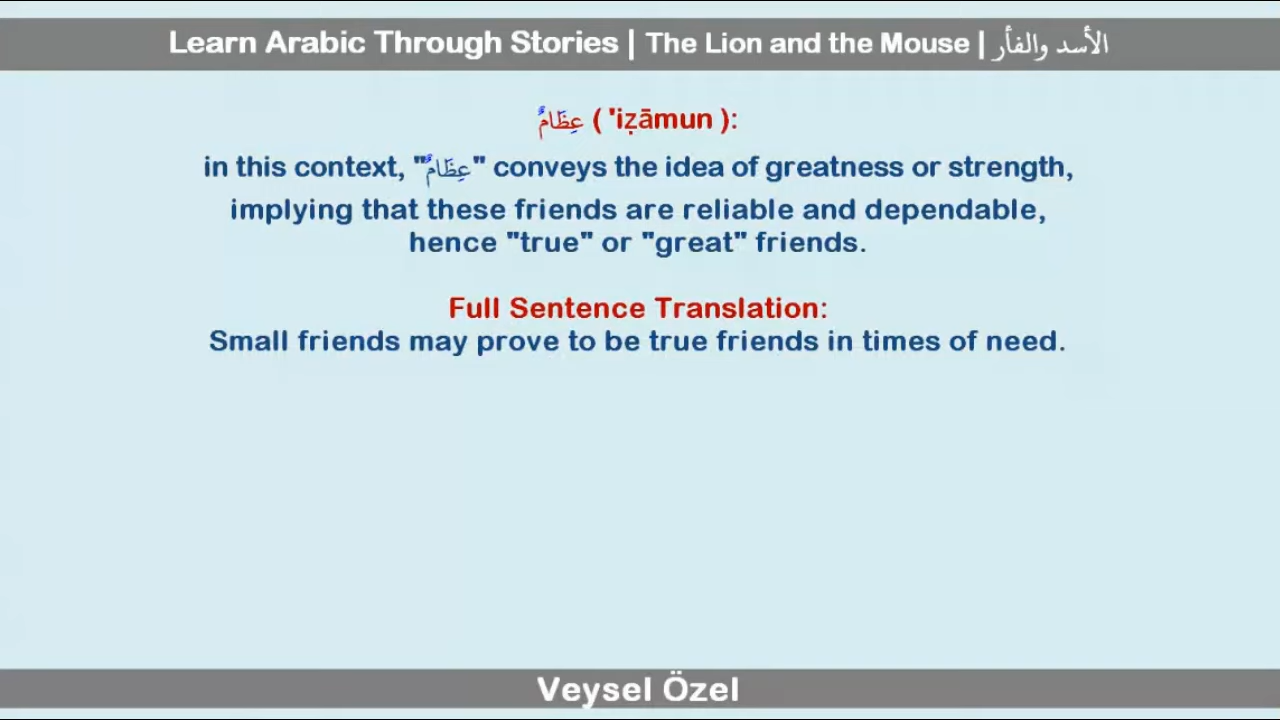 Learn Arabic Through Stories | The Lion and the Mouse | الأسد والفأر
عِظَامٌ ( 'iẓāmun ):
in this context, "عِظَامٌ" conveys the idea of greatness or strength,
implying that these friends are reliable and dependable,
hence "true" or "great" friends.
Full Sentence Translation:
Small friends may prove to be true friends in times of need.
Veysel Özel